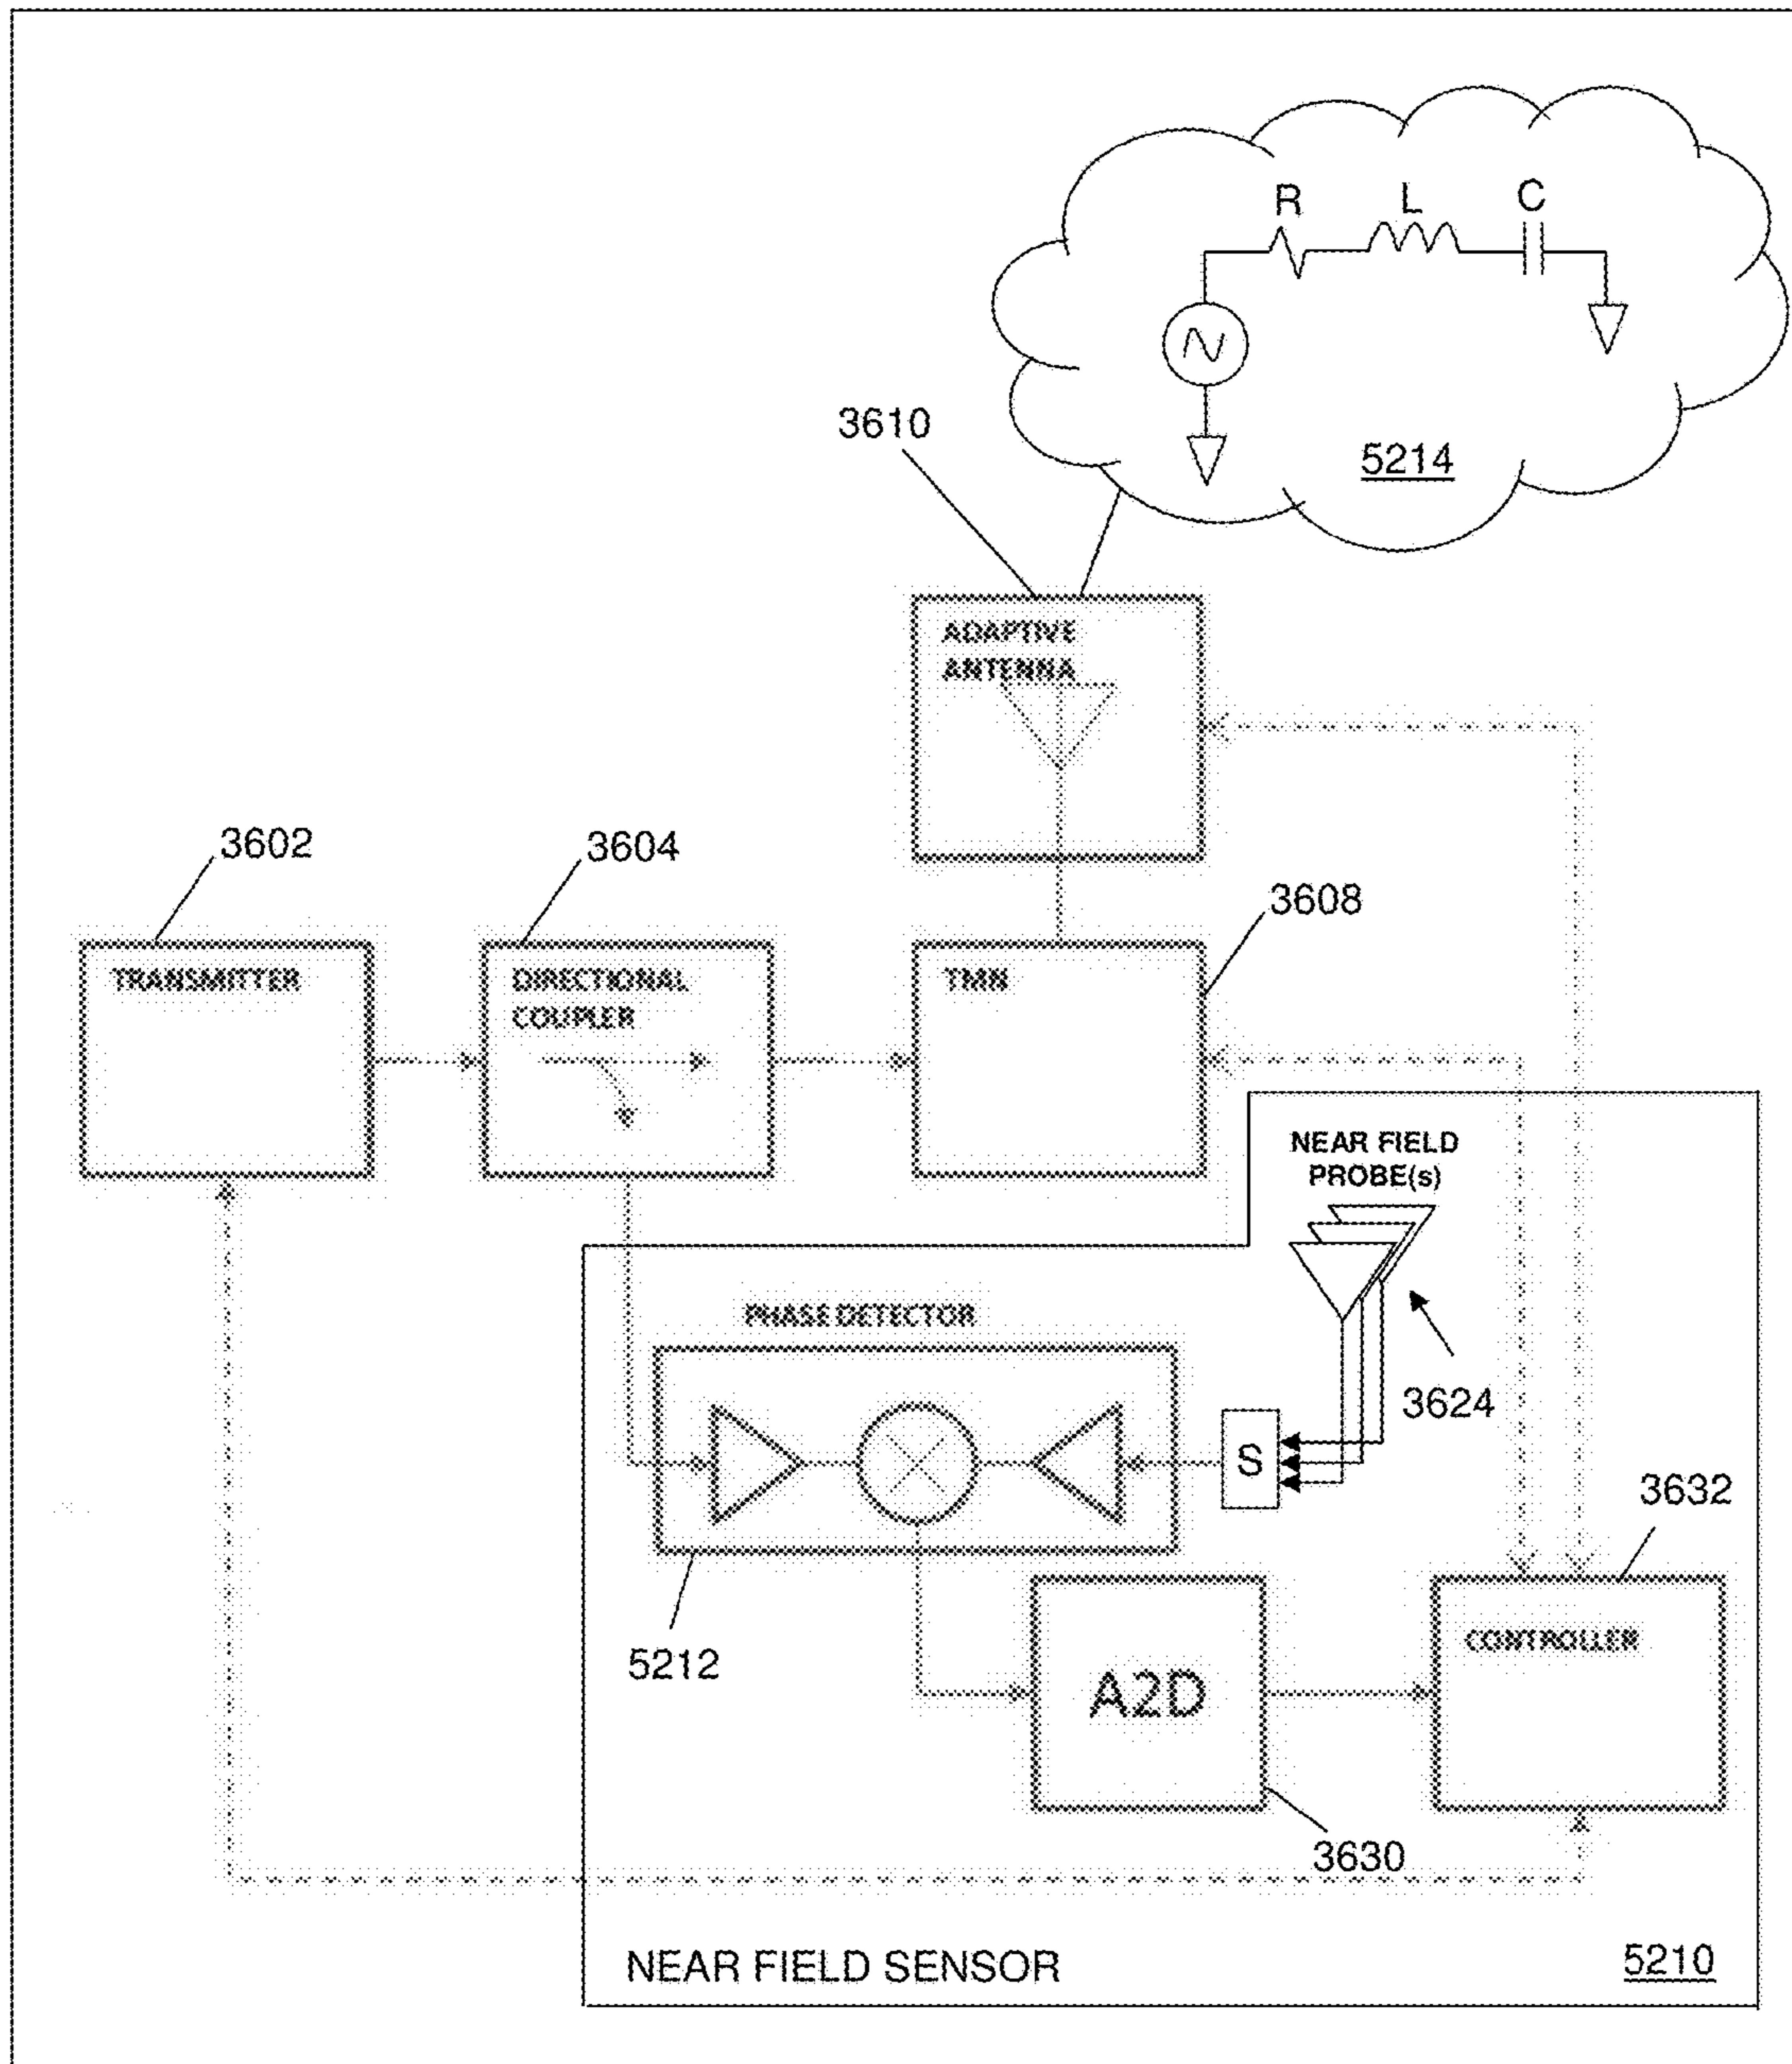 R L C
5214
3610
ADAPTIVE
ANTENNA
3602
3604
3608
TRANSMITTER
DIRECTIONAL
COUPLER
TMN
NEAR FIELD
PROBE(s)
PHASE DETECTOR
3624
S
3632
5212
A2D
CONTROLLER
3630
NEAR FIELD SENSOR
5210